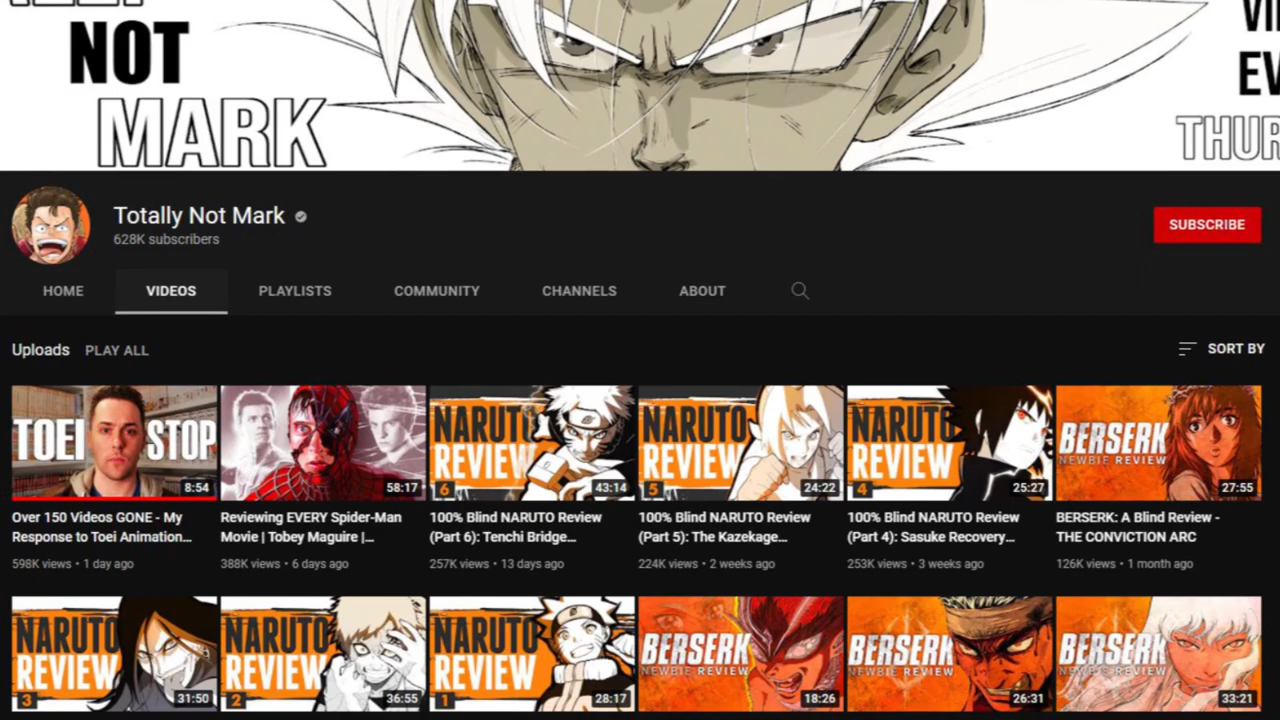 NOT
MARK
VI
EV
THUR
Totally Not Mark
628K subscribers
SUBSCRIBE
HOME
VIDEOS
PLAYLISTS
COMMUNITY
CHANNELS
ABOUT
Uploads
PLAY ALL
SORT BY
TOEI STOP
8:54
58:17
NARUTO
REVIEW
6
43:14
NARUTO
REVIEW
5
24:22
NARUTO
REVIEW
4
25:27
BERSERK
NEWBIE REVIEW
27:55
Over 150 Videos GONE - My
Response to Toei Animation...
598K views • 1 day ago
Reviewing EVERY Spider-Man
Movie | Tobey Maguire |...
388K views • 6 days ago
100% Blind NARUTO Review
(Part 6): Tenchi Bridge...
257K views • 13 days ago
100% Blind NARUTO Review
(Part 5): The Kazekage...
224K views • 2 weeks ago
100% Blind NARUTO Review
(Part 4): Sasuke Recovery...
253K views • 3 weeks ago
BERSERK: A Blind Review -
THE CONVICTION ARC
126K views • 1 month ago
NARUTO
REVIEW
3
31:50
NARUTO
REVIEW
2
36:55
NARUTO
REVIEW
1
28:17
BERSERK
NEWBIE REVIEW
18:26
BERSERK
NEWBIE REVIEW
26:31
BERSERK
NEWBIE REVIEW
33:21